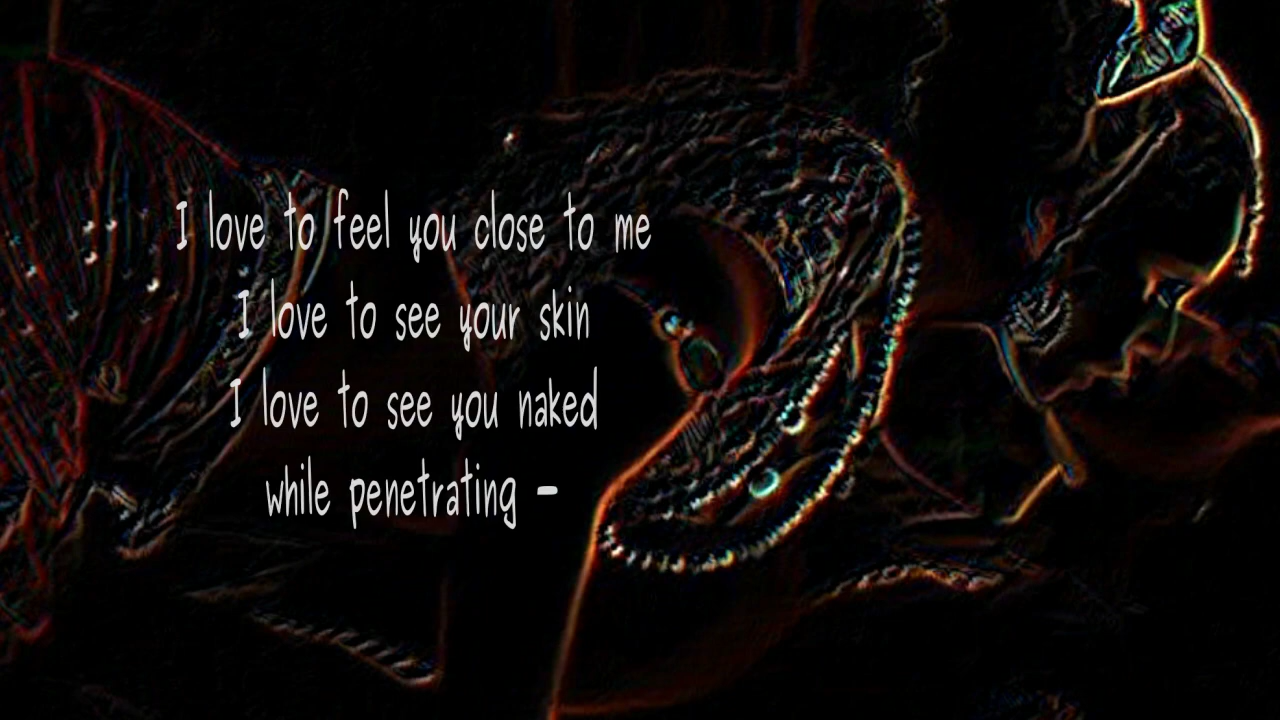 I love to feel you close to me
I love to see your skin
I love to see you naked
while penetrating -